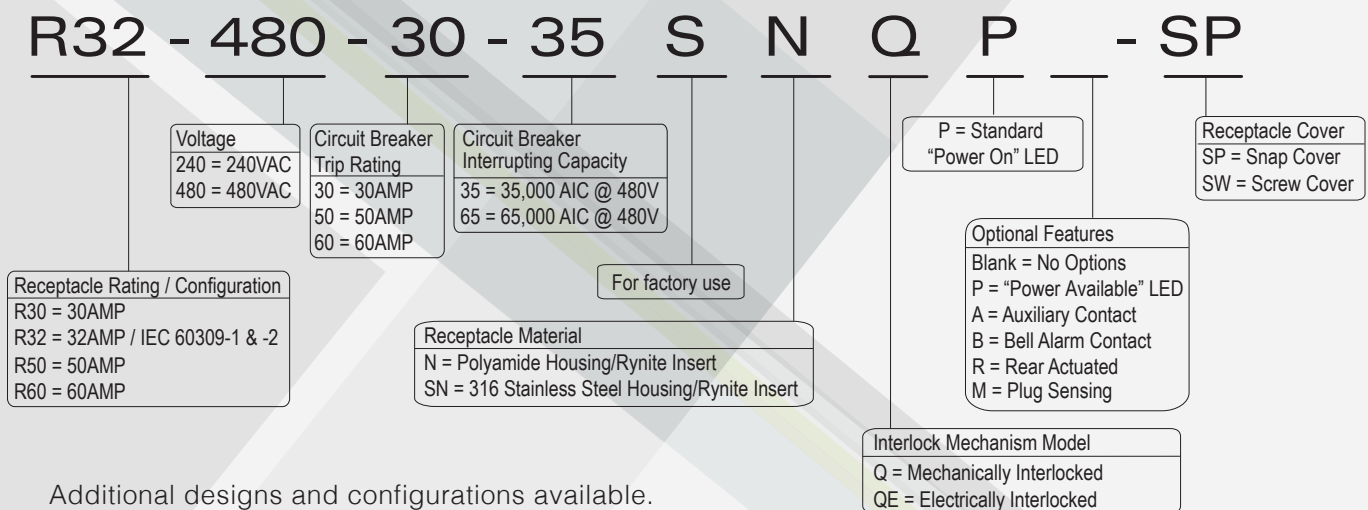 R32 - 480 - 30 - 35 S N Q P - SP
Voltage
240 = 240VAC
480 = 480VAC
Circuit Breaker
Trip Rating
30 = 30AMP
50 = 50AMP
60 = 60AMP
Circuit Breaker
Interrupting Capacity
35 = 35,000 AIC @ 480V
65 = 65,000 AIC @ 480V
P = Standard
“Power On” LED
Receptacle Cover
SP = Snap Cover
SW = Screw Cover
Receptacle Rating / Configuration
R30 = 30AMP
R32 = 32AMP / IEC 60309-1 & -2
R50 = 50AMP
R60 = 60AMP
For factory use
Receptacle Material
N = Polyamide Housing/Rynite Insert
SN = 316 Stainless Steel Housing/Rynite Insert
Optional Features
Blank = No Options
P = “Power Available” LED
A = Auxiliary Contact
B = Bell Alarm Contact
R = Rear Actuated
M = Plug Sensing
Interlock Mechanism Model
Q = Mechanically Interlocked
QE = Electrically Interlocked
Additional designs and configurations available.